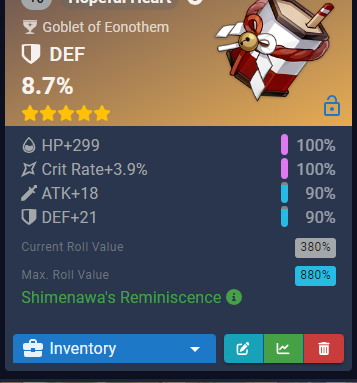 Hopeful Heart
Goblet of Eonothem
DEF
8.7%
HP+299 100%
Crit Rate+3.9% 100%
ATK+18 90%
DEF+21 90%
Current Roll Value 380%
Max. Roll Value 880%
Shimenawa's Reminiscence
Inventory